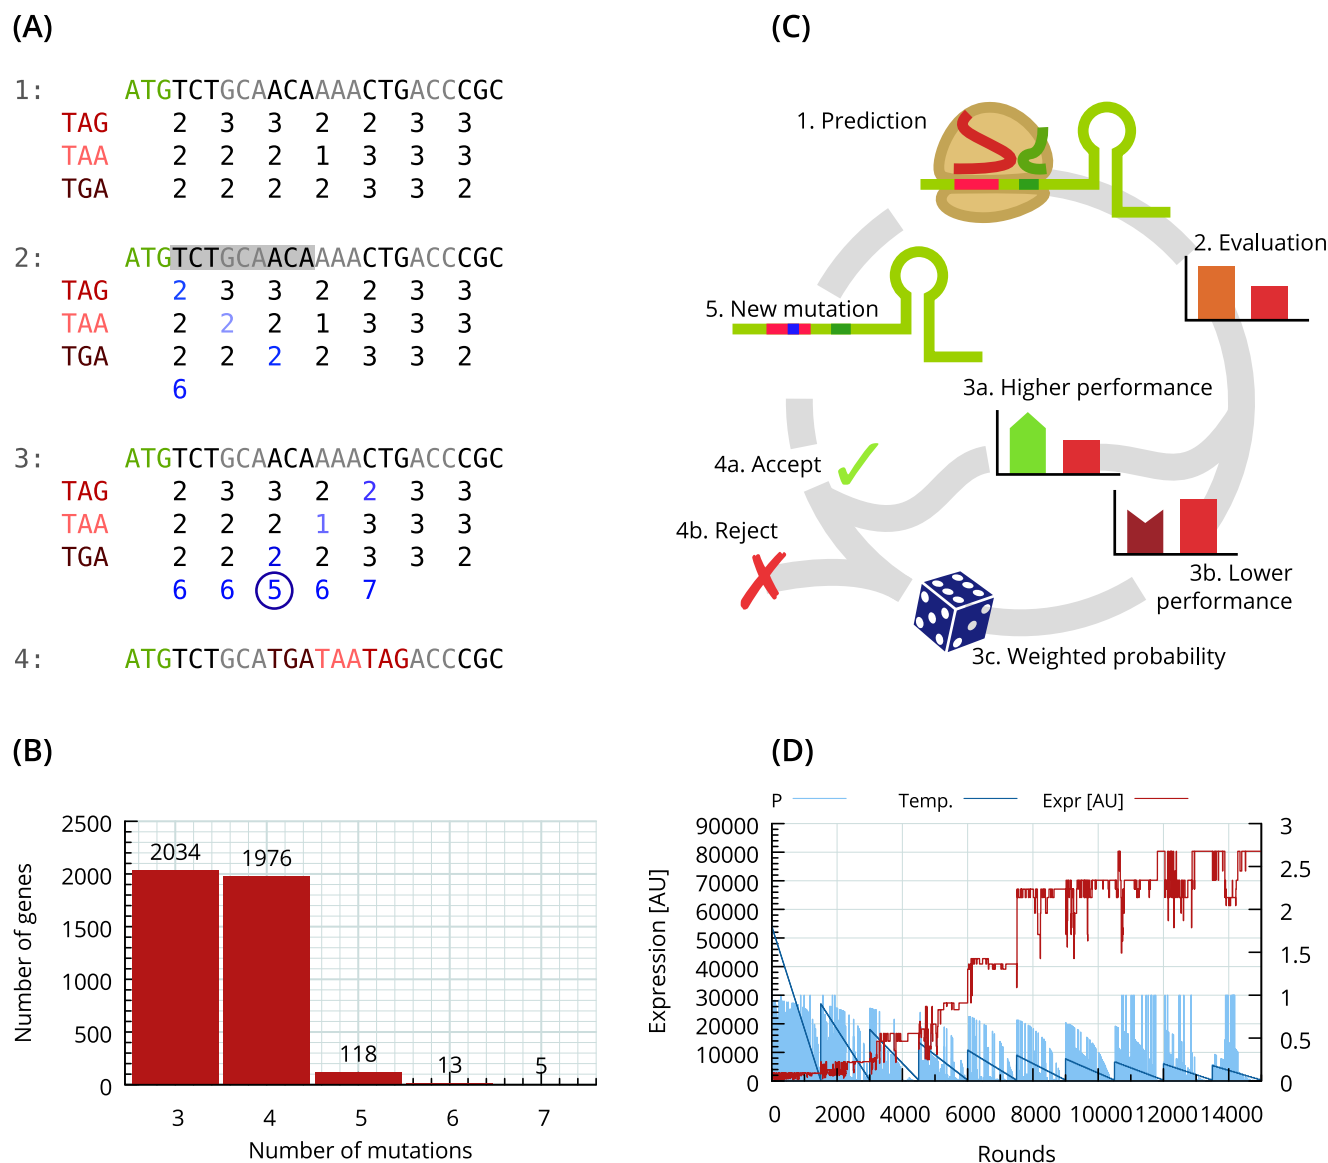 (A)
1: ATGTCTGCAACAAAACTGACCCGC
TAG 2 3 3 2 2 3 3
TAA 2 2 2 1 3 3 3
TGA 2 2 2 2 3 3 2
2: ATGTCTGCAACAAAACTGACCCGC
TAG 2 3 3 2 2 3 3
TAA 2 2 2 1 3 3 3
TGA 2 2 2 2 3 3 2
6
3: ATGTCTGCAACAAAACTGACCCGC
TAG 2 3 3 2 2 3 3
TAA 2 2 2 1 3 3 3
TGA 2 2 2 2 3 3 2
6 6 5 6 7
4: ATGTCTGCATGATAATAGACCCGC
(C)
1. Prediction
2. Evaluation
5. New mutation
3a. Higher performance
4a. Accept
4b. Reject
3b. Lower
performance
3c. Weighted probability
(B)
Number of genes
2500
2000
1500
1000
500
0
2034
1976
118
13
5
3 4 5 6 7
Number of mutations
(D)
P Temp. Expr [AU]
Expression [AU]
90000
80000
70000
60000
50000
40000
30000
20000
10000
0
3
2.5
2
1.5
1
0.5
0
0 2000 4000 6000 8000 10000 12000 14000
Rounds